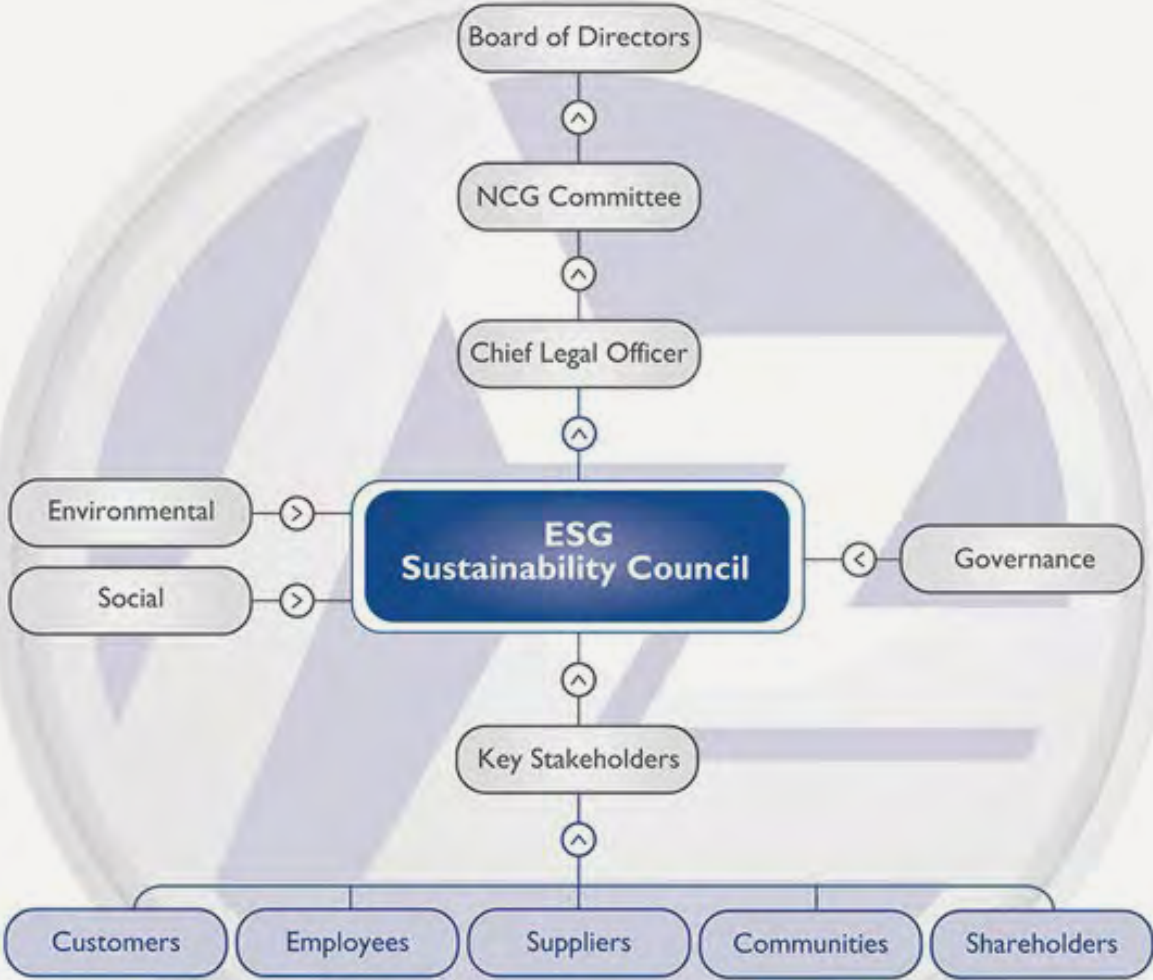 Board of Directors
NCG Committee
Chief Legal Officer
Environmental
Social
ESG
Sustainability Council
Governance
Key Stakeholders
Customers
Employees
Suppliers
Communities
Shareholders